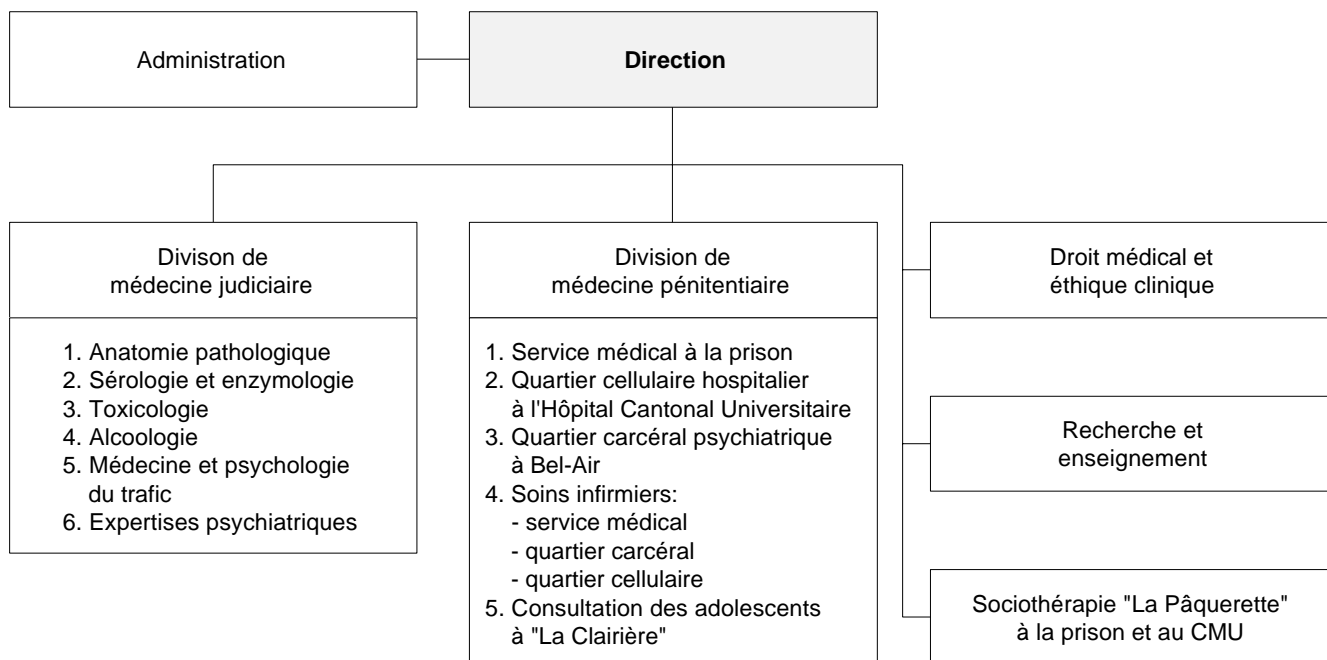 Administration
Direction
Divison de
médecine judiciaire
1. Anatomie pathologique
2. Sérologie et enzymologie
3. Toxicologie
4. Alcoologie
5. Médecine et psychologie
du trafic
6. Expertises psychiatriques
Division de
médecine pénitentiaire
1. Service médical à la prison
2. Quartier cellulaire hospitalier
à l'Hôpital Cantonal Universitaire
3. Quartier carcéral psychiatrique
à Bel-Air
4. Soins infirmiers:
- service médical
- quartier carcéral
- quartier cellulaire
5. Consultation des adolescents
à "La Clairière"
Droit médical et
éthique clinique
Recherche et
enseignement
Sociothérapie "La Pâquerette"
à la prison et au CMU